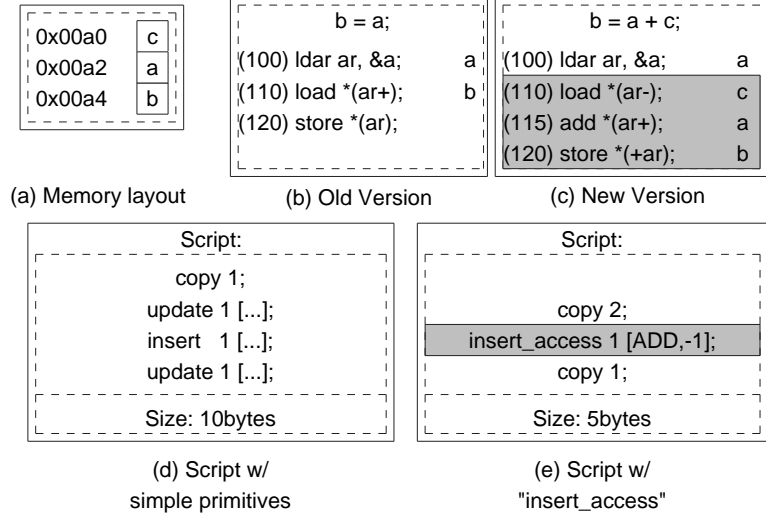 0x00a0 c
0x00a2 a
0x00a4 b
(a) Memory layout
b = a;
(100) ldar ar, &a; a
(110) load *(ar+); b
(120) store *(ar);
(b) Old Version
b = a + c;
(100) ldar ar, &a; a
(110) load *(ar-); c
(115) add *(ar+); a
(120) store *(+ar); b
(c) New Version
Script:
copy 1;
update 1 [...];
insert 1 [...];
update 1 [...];
Size: 10bytes
(d) Script w/
simple primitives
Script:
copy 2;
insert_access 1 [ADD,-1];
copy 1;
Size: 5bytes
(e) Script w/
"insert_access"